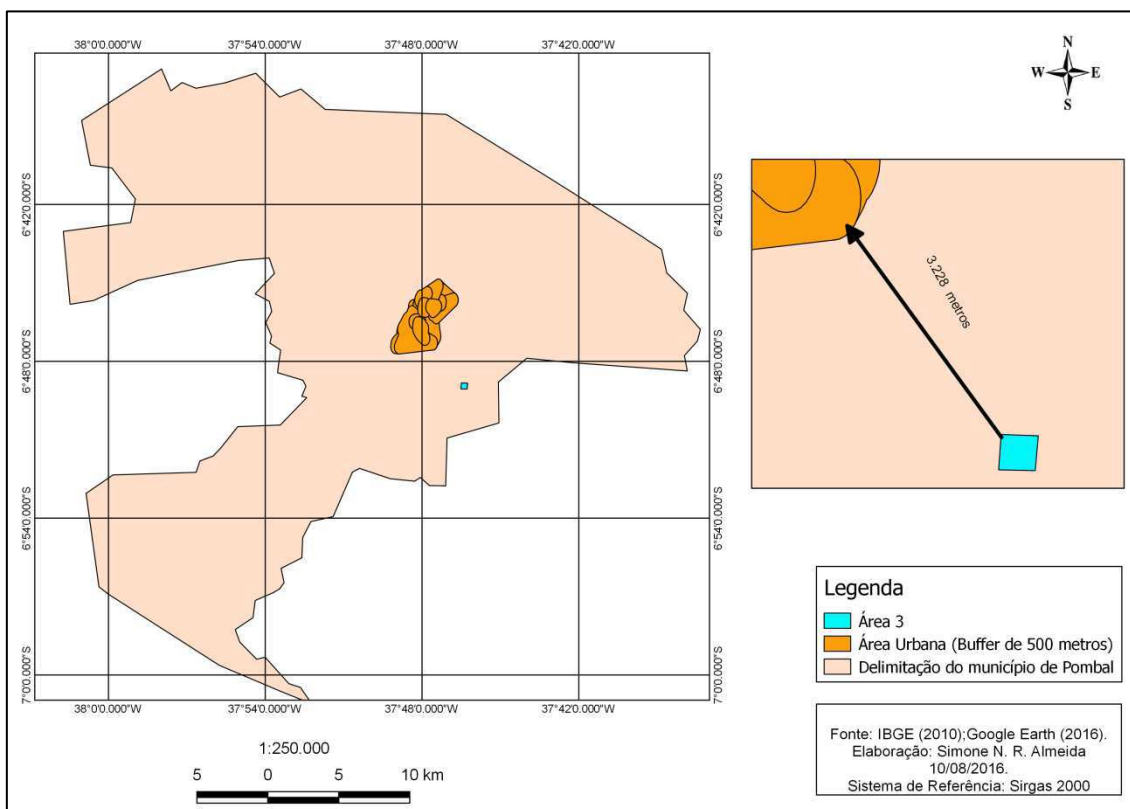 38°0'0.000"W 37°54'0.000"W 37°48'0.000"W 37°42'0.000"W
6°42'0.000"S 6°42'0.000"S
6°48'0.000"S 6°48'0.000"S
6°54'0.000"S 6°54'0.000"S
7°0'0.000"S 7°0'0.000"S
38°0'0.000"W 37°54'0.000"W 37°48'0.000"W 37°42'0.000"W
1:250.000
5 0 5 10 km
N
W E
S
3.228 metros
Legenda
Área 3
Área Urbana (Buffer de 500 metros)
Delimitação do município de Pombal
Fonte: IBGE (2010);Google Earth (2016).
Elaboração: Simone N. R. Almeida
10/08/2016.
Sistema de Referência: Sirgas 2000